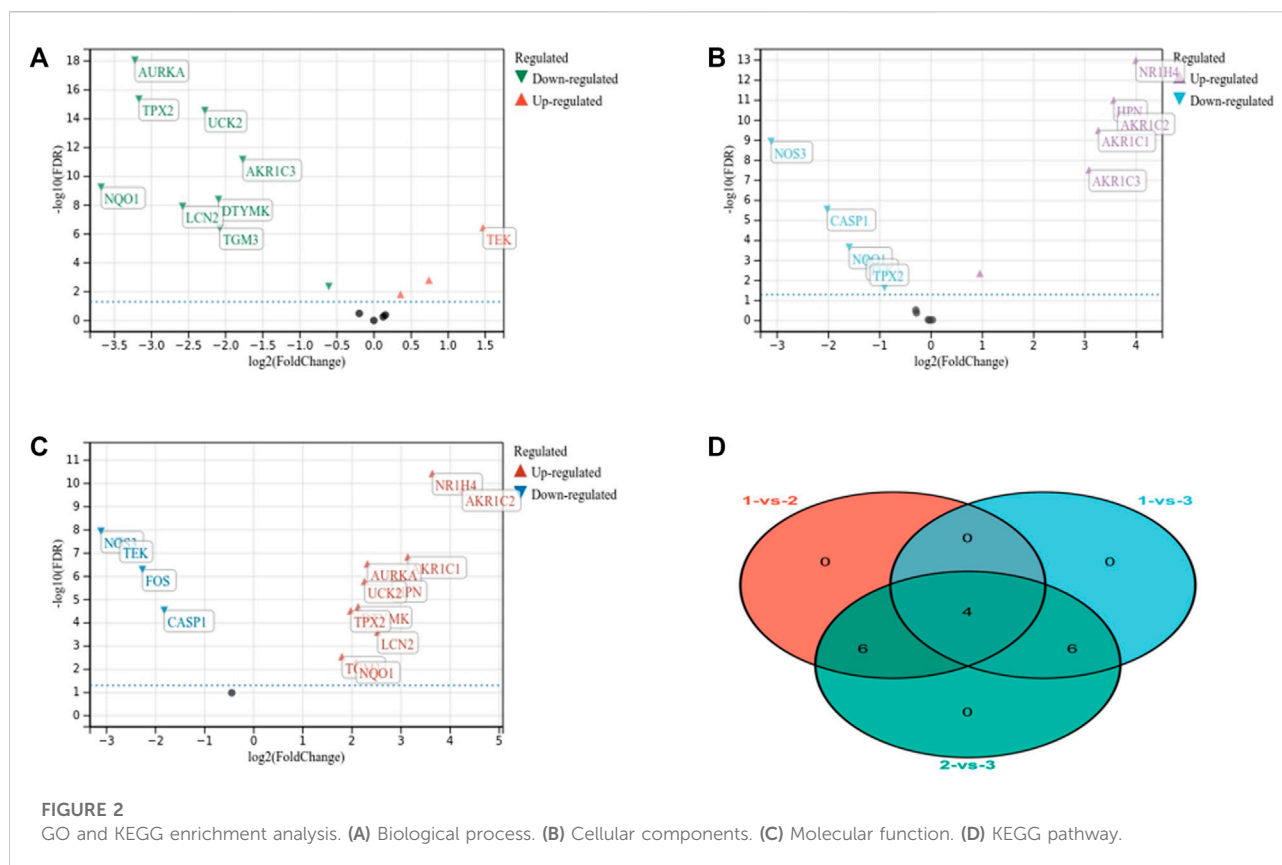 A
18
16
14
12
10
8
6
4
2
0
-log10(FDR)
AURKA
TPX2
UCK2
AKR1C3
NQO1
LCN2
DTYMK
TGM3
TEK
−3.5 −3.0 −2.5 −2.0 −1.5 −1.0 −0.5 0.0 0.5 1.0 1.5
log2(FoldChange)
Regulated
Down-regulated
Up-regulated
B
13
12
11
10
9
8
7
6
5
4
3
2
1
0
-log10(FDR)
NR1H4
HPN
AKR1C2
AKR1C1
AKR1C3
NOS3
CASP1
NQO1
TPX2
−3 −2 −1 0 1 2 3 4
log2(FoldChange)
Regulated
Up-regulated
Down-regulated
C
11
10
9
8
7
6
5
4
3
2
1
0
-log10(FDR)
NR1H4
AKR1C2
NOS3
TEK
FOS
CASP1
AKR1C1
AURKA
UCK2
TPX2
LCN2
NQO1
−3 −2 −1 0 1 2 3 4 5
log2(FoldChange)
Regulated
Up-regulated
Down-regulated
D
1-vs-2
1-vs-3
0
0
0
4
6
6
0
2-vs-3
FIGURE 2
GO and KEGG enrichment analysis. (A) Biological process. (B) Cellular components. (C) Molecular function. (D) KEGG pathway.